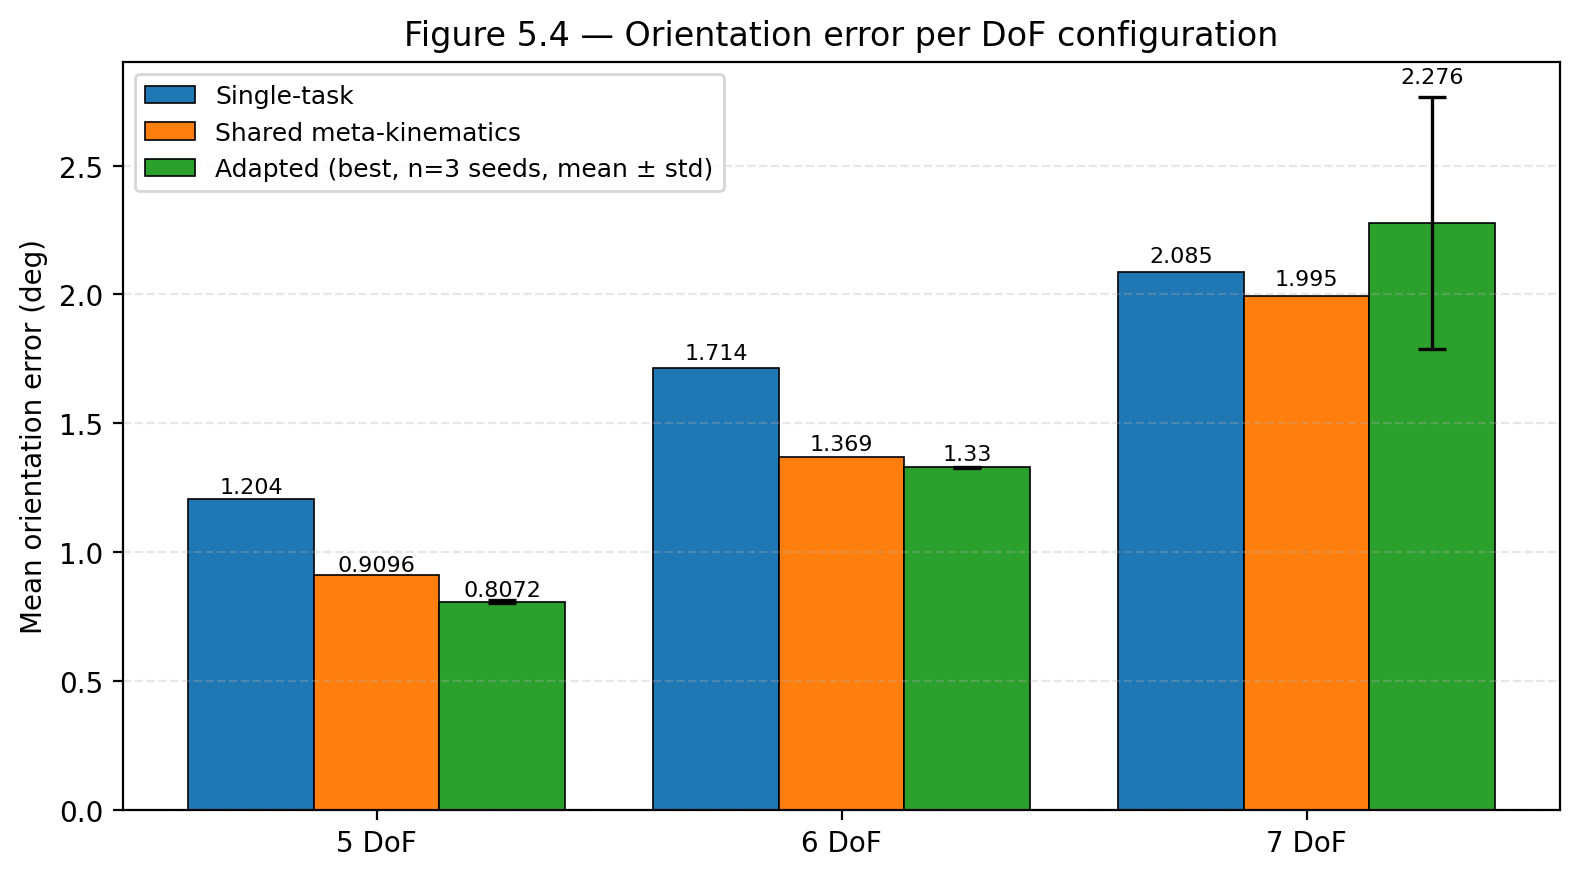 Figure 5.4 — Orientation error per DoF configuration
Single-task
Shared meta-kinematics
Adapted (best, n=3 seeds, mean ± std)
Mean orientation error (deg)
2.5
2.0
1.5
1.0
0.5
0.0
1.204
0.9096
0.8072
1.714
1.369
1.33
2.085
1.995
2.276
5 DoF
6 DoF
7 DoF